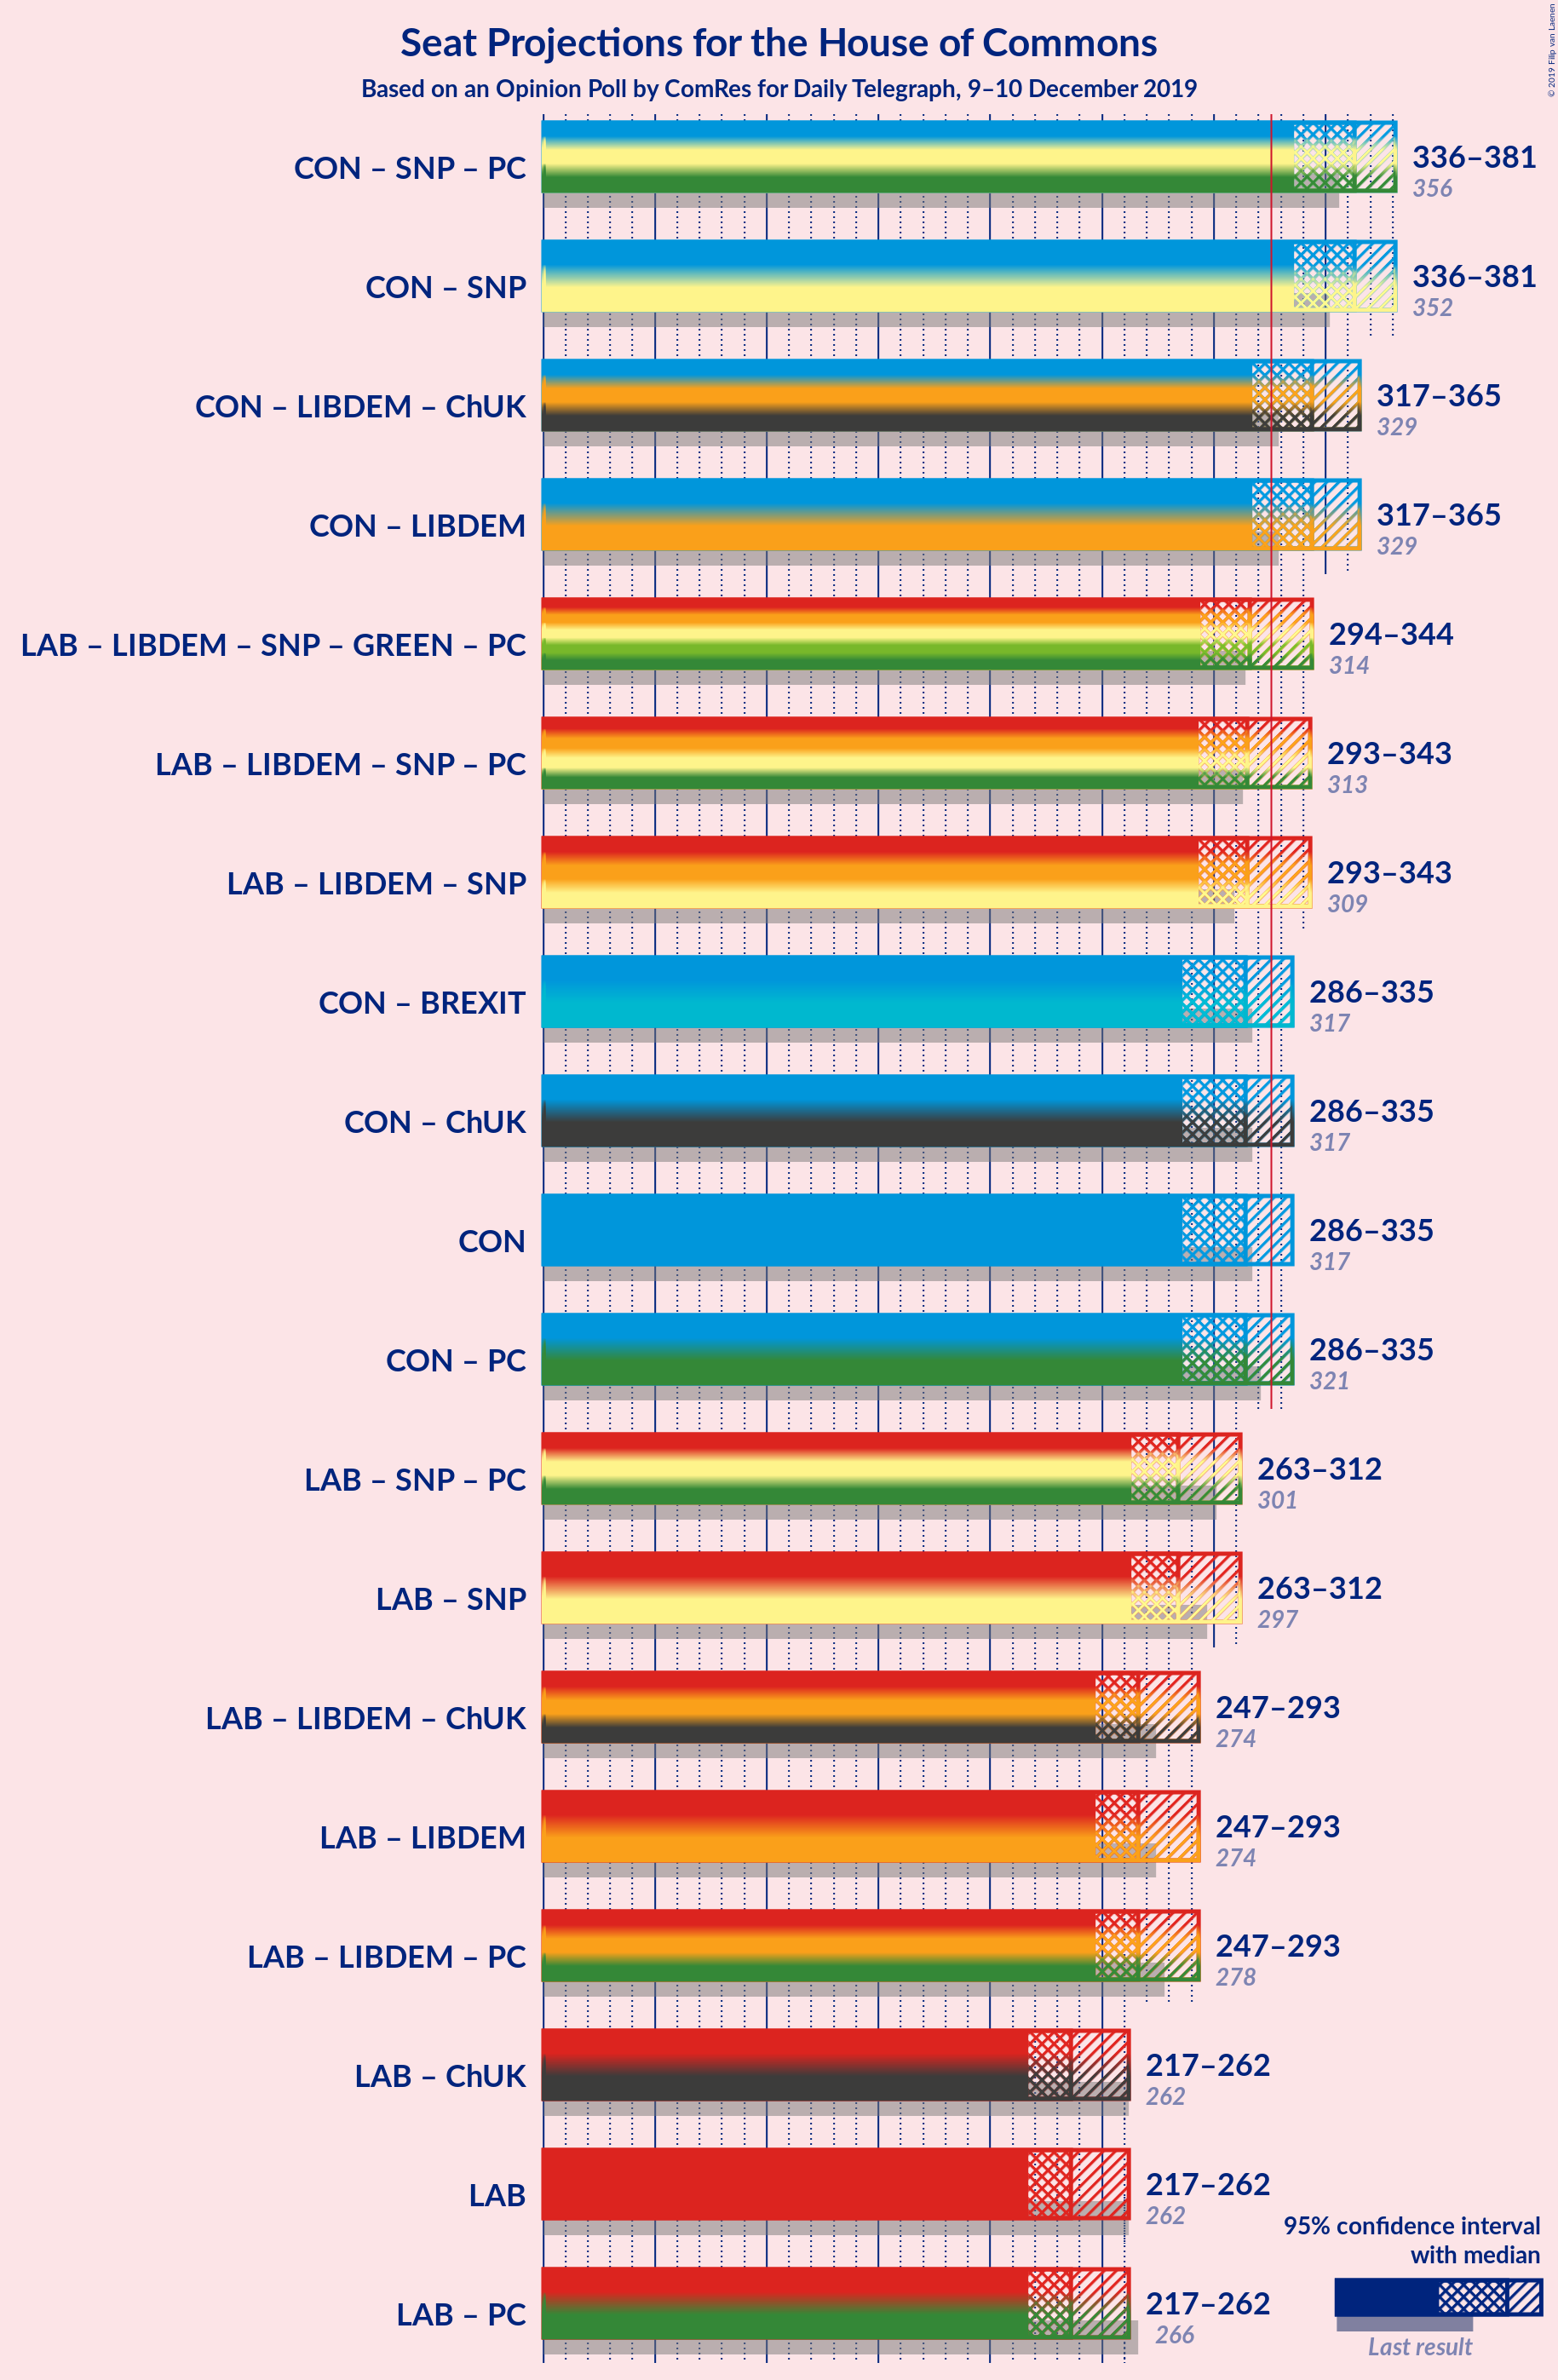 Seat Projections for the House of Commons
Based on an Opinion Poll by ComRes for Daily Telegraph, 9–10 December 2019
© 2019 Filip van Laenen
CON – SNP – PC
336–381
356
CON – SNP
336–381
352
CON – LIBDEM – ChUK
317–365
329
CON – LIBDEM
317–365
329
LAB – LIBDEM – SNP – GREEN – PC
294–344
314
LAB – LIBDEM – SNP – PC
293–343
313
LAB – LIBDEM – SNP
293–343
309
CON – BREXIT
286–335
317
CON – ChUK
286–335
317
CON
286–335
317
CON – PC
286–335
321
LAB – SNP – PC
263–312
301
LAB – SNP
263–312
297
LAB – LIBDEM – ChUK
247–293
274
LAB – LIBDEM
247–293
274
LAB – LIBDEM – PC
247–293
278
LAB – ChUK
217–262
262
LAB
217–262
262
LAB – PC
217–262
266
95% confidence interval
with median
Last result